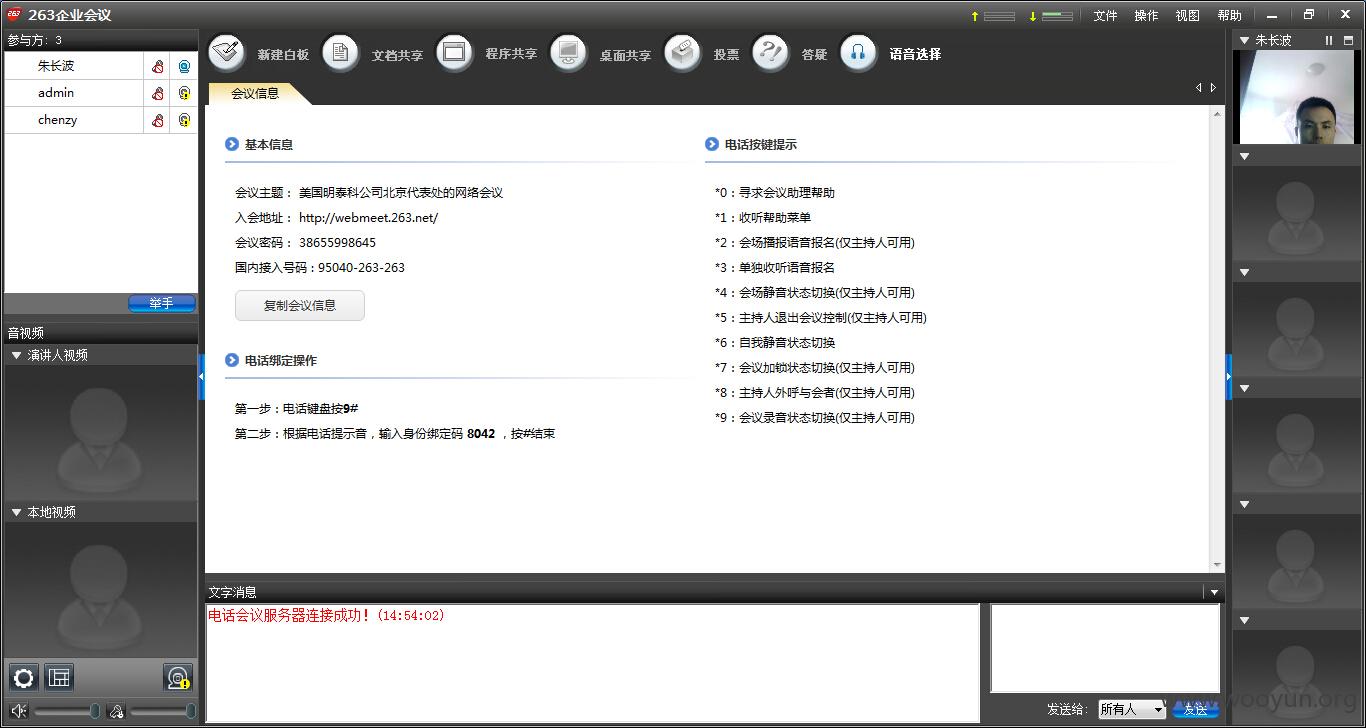 263企业会议
文件 操作 视图 帮助
参与方：3
朱长波
admin
chenzy
举手
音视频
演讲人视频
本地视频
新建白板 文档共享 程序共享 桌面共享 投票 答疑 语音选择
会议信息
基本信息
会议主题： 美国明泰科公司北京代表处的网络会议
入会地址： http://webmeet.263.net/
会议密码： 38655998645
国内接入号码：95040-263-263
复制会议信息
电话绑定操作
第一步：电话键盘按9#
第二步：根据电话提示音，输入身份绑定码 8042 ，按#结束
电话按键提示
*0：寻求会议助理帮助
*1：收听帮助菜单
*2：会场播报语音报名(仅主持人可用)
*3：单独收听语音报名
*4：会场静音状态切换(仅主持人可用)
*5：主持人退出会议控制(仅主持人可用)
*6：自我静音状态切换
*7：会议加锁状态切换(仅主持人可用)
*8：主持人外呼与会者(仅主持人可用)
*9：会议录音状态切换(仅主持人可用)
文字消息
电话会议服务器连接成功！(14:54:02)
发送给: 所有人 发送
朱长波
www.wooyun.org